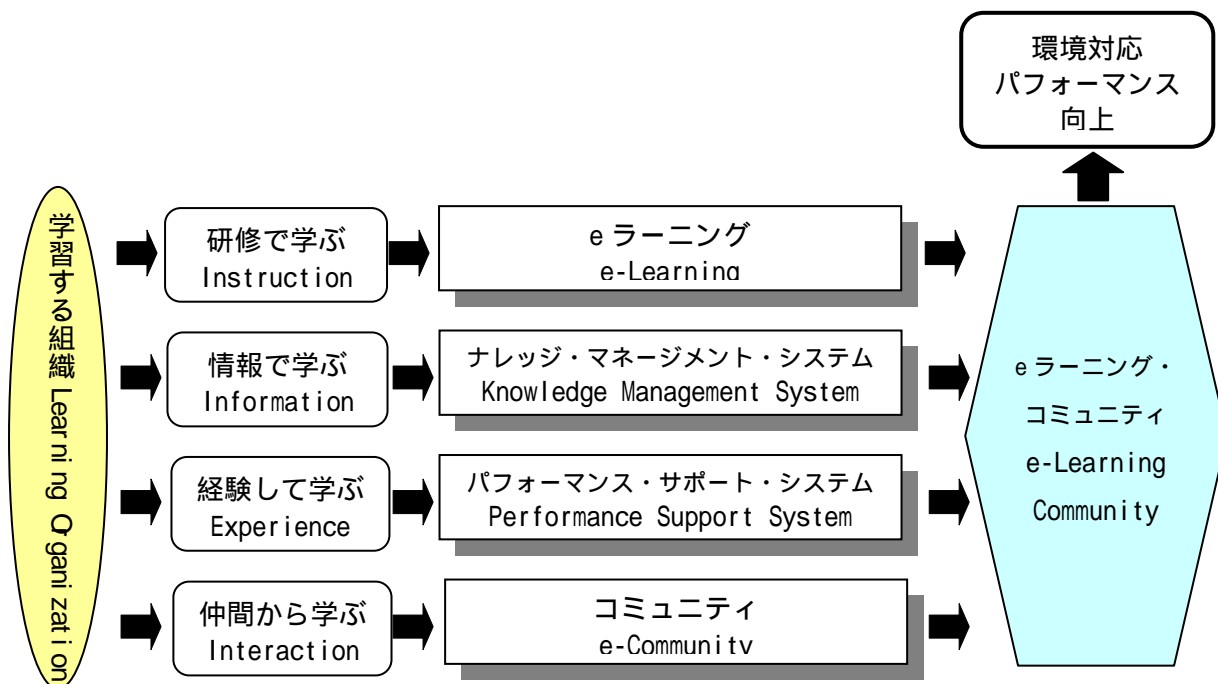 環境対応
パフォーマンス
向上
学習する組織 Learning Organization
研修で学ぶ
Instruction
e ラーニング
e-Learning
情報で学ぶ
Information
ナレッジ・マネージメント・システム
Knowledge Management System
経験して学ぶ
Experience
パフォーマンス・サポート・システム
Performance Support System
仲間から学ぶ
Interaction
コミュニティ
e-Community
e ラーニング・
コミュニティ
e-Learning
Community